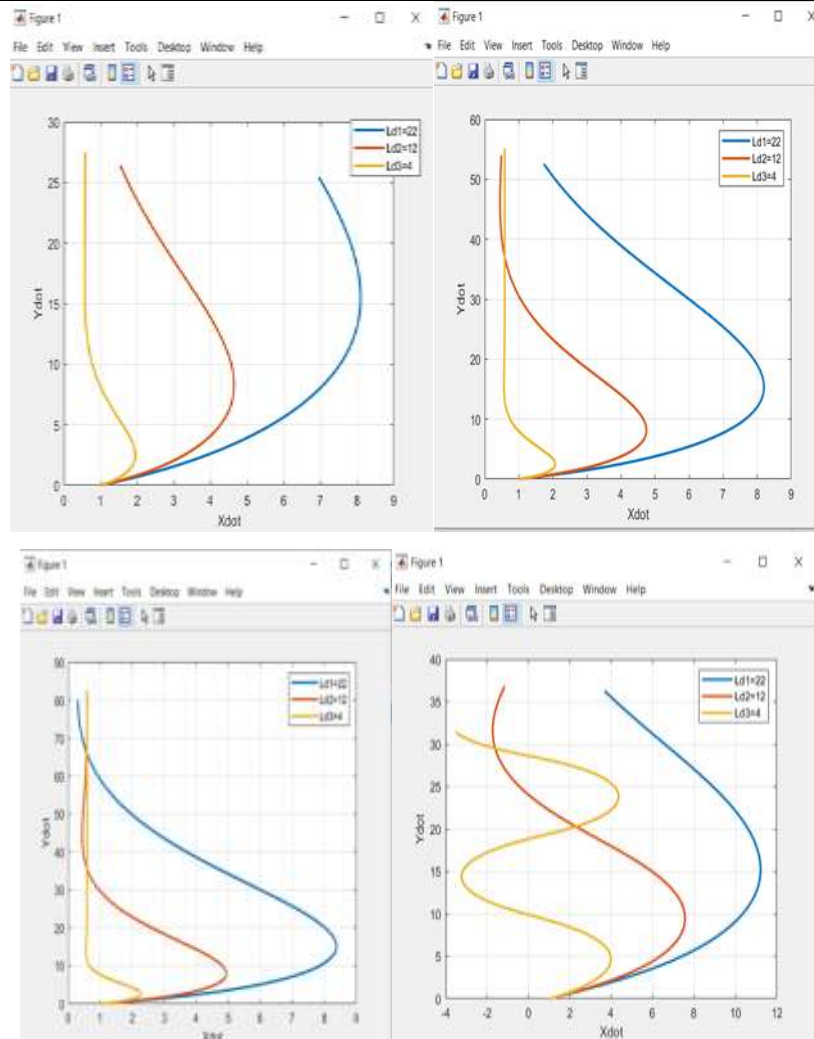 Figure 1
File Edit View Insert Tools Desktop Window Help
30
25
20
15
10
5
0
Ydot
0 1 2 3 4 5 6 7 8 9
Xdot
Ld1=22
Ld2=12
Ld3=4
Figure 1
File Edit View Insert Tools Desktop Window Help
60
50
40
30
20
10
0
Ydot
0 1 2 3 4 5 6 7 8 9
Xdot
Ld1=22
Ld2=12
Ld3=4
Figure 1
File Edit View Insert Tools Desktop Window Help
90
80
70
60
50
40
30
20
10
0
Ydot
0 1 2 3 4 5 6 7 8 9
Xdot
Ld1=22
Ld2=12
Ld3=4
Figure 1
File Edit View Insert Tools Desktop Window Help
40
35
30
25
20
15
10
5
0
Ydot
-4 -2 0 2 4 6 8 10 12
Xdot
Ld1=22
Ld2=12
Ld3=4